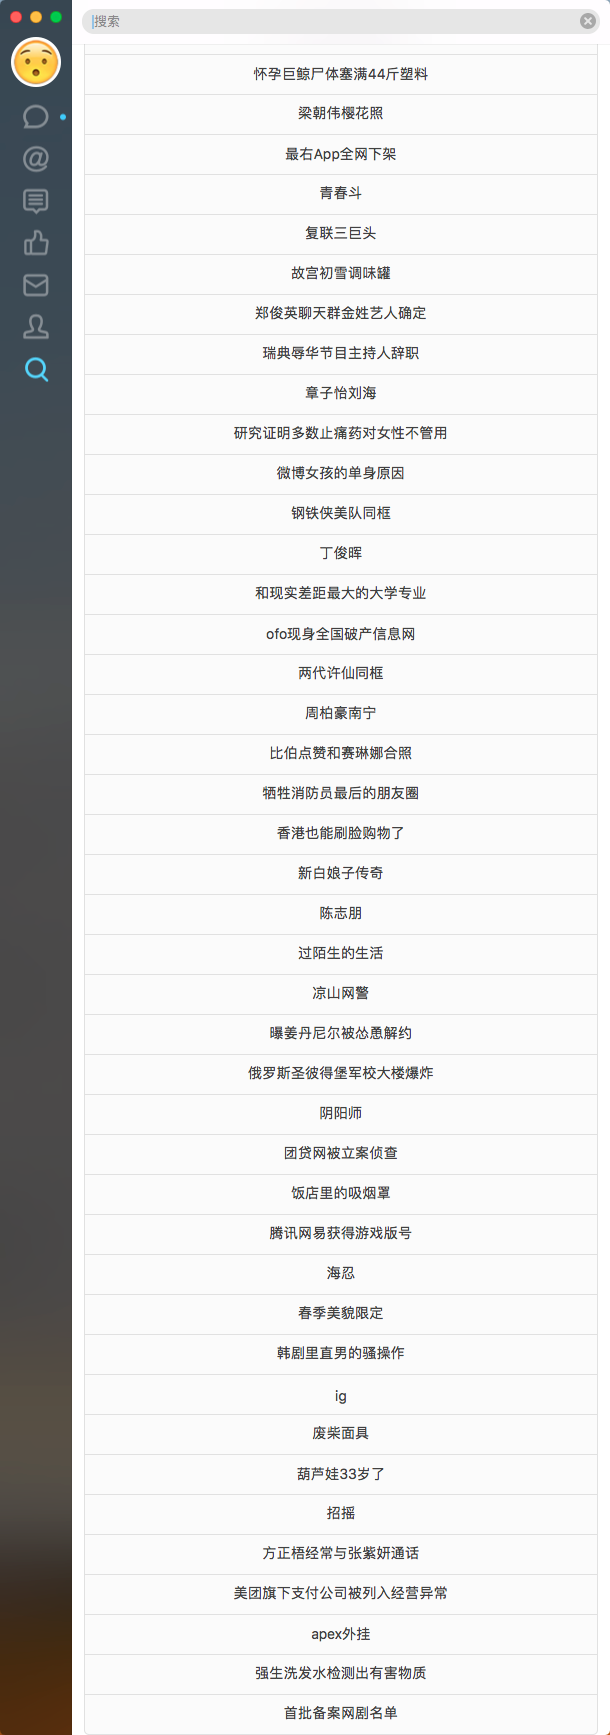 搜索
怀孕巨鲸尸体塞满44斤塑料
梁朝伟樱花照
最右App全网下架
青春斗
复联三巨头
故宫初雪调味罐
郑俊英聊天群金姓艺人确定
瑞典辱华节目主持人辞职
章子怡刘海
研究证明多数止痛药对女性不管用
微博女孩的单身原因
钢铁侠美队同框
丁俊晖
和现实差距最大的大学专业
ofo现身全国破产信息网
两代许仙同框
周柏豪南宁
比伯点赞和赛琳娜合照
牺牲消防员最后的朋友圈
香港也能刷脸购物了
新白娘子传奇
陈志朋
过陌生的生活
凉山网警
曝姜丹尼尔被怂恿解约
俄罗斯圣彼得堡军校大楼爆炸
阴阳师
团贷网被立案侦查
饭店里的吸烟罩
腾讯网易获得游戏版号
海忍
春季美貌限定
韩剧里直男的骚操作
ig
废柴面具
葫芦娃33岁了
招摇
方正梧经常与张紫妍通话
美团旗下支付公司被列入经营异常
apex外挂
强生洗发水检测出有害物质
首批备案网剧名单